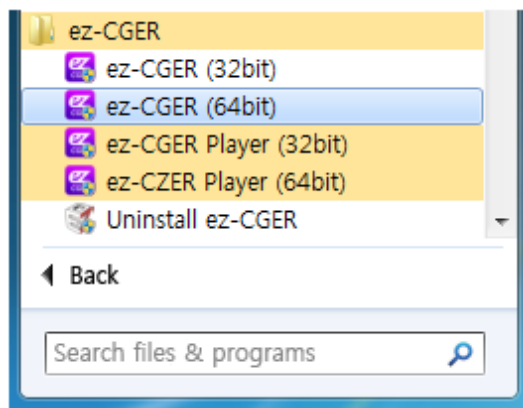 ez-CGER
ez-CGER (32bit)
ez-CGER (64bit)
ez-CGER Player (32bit)
ez-CZER Player (64bit)
Uninstall ez-CGER
Back
Search files & programs